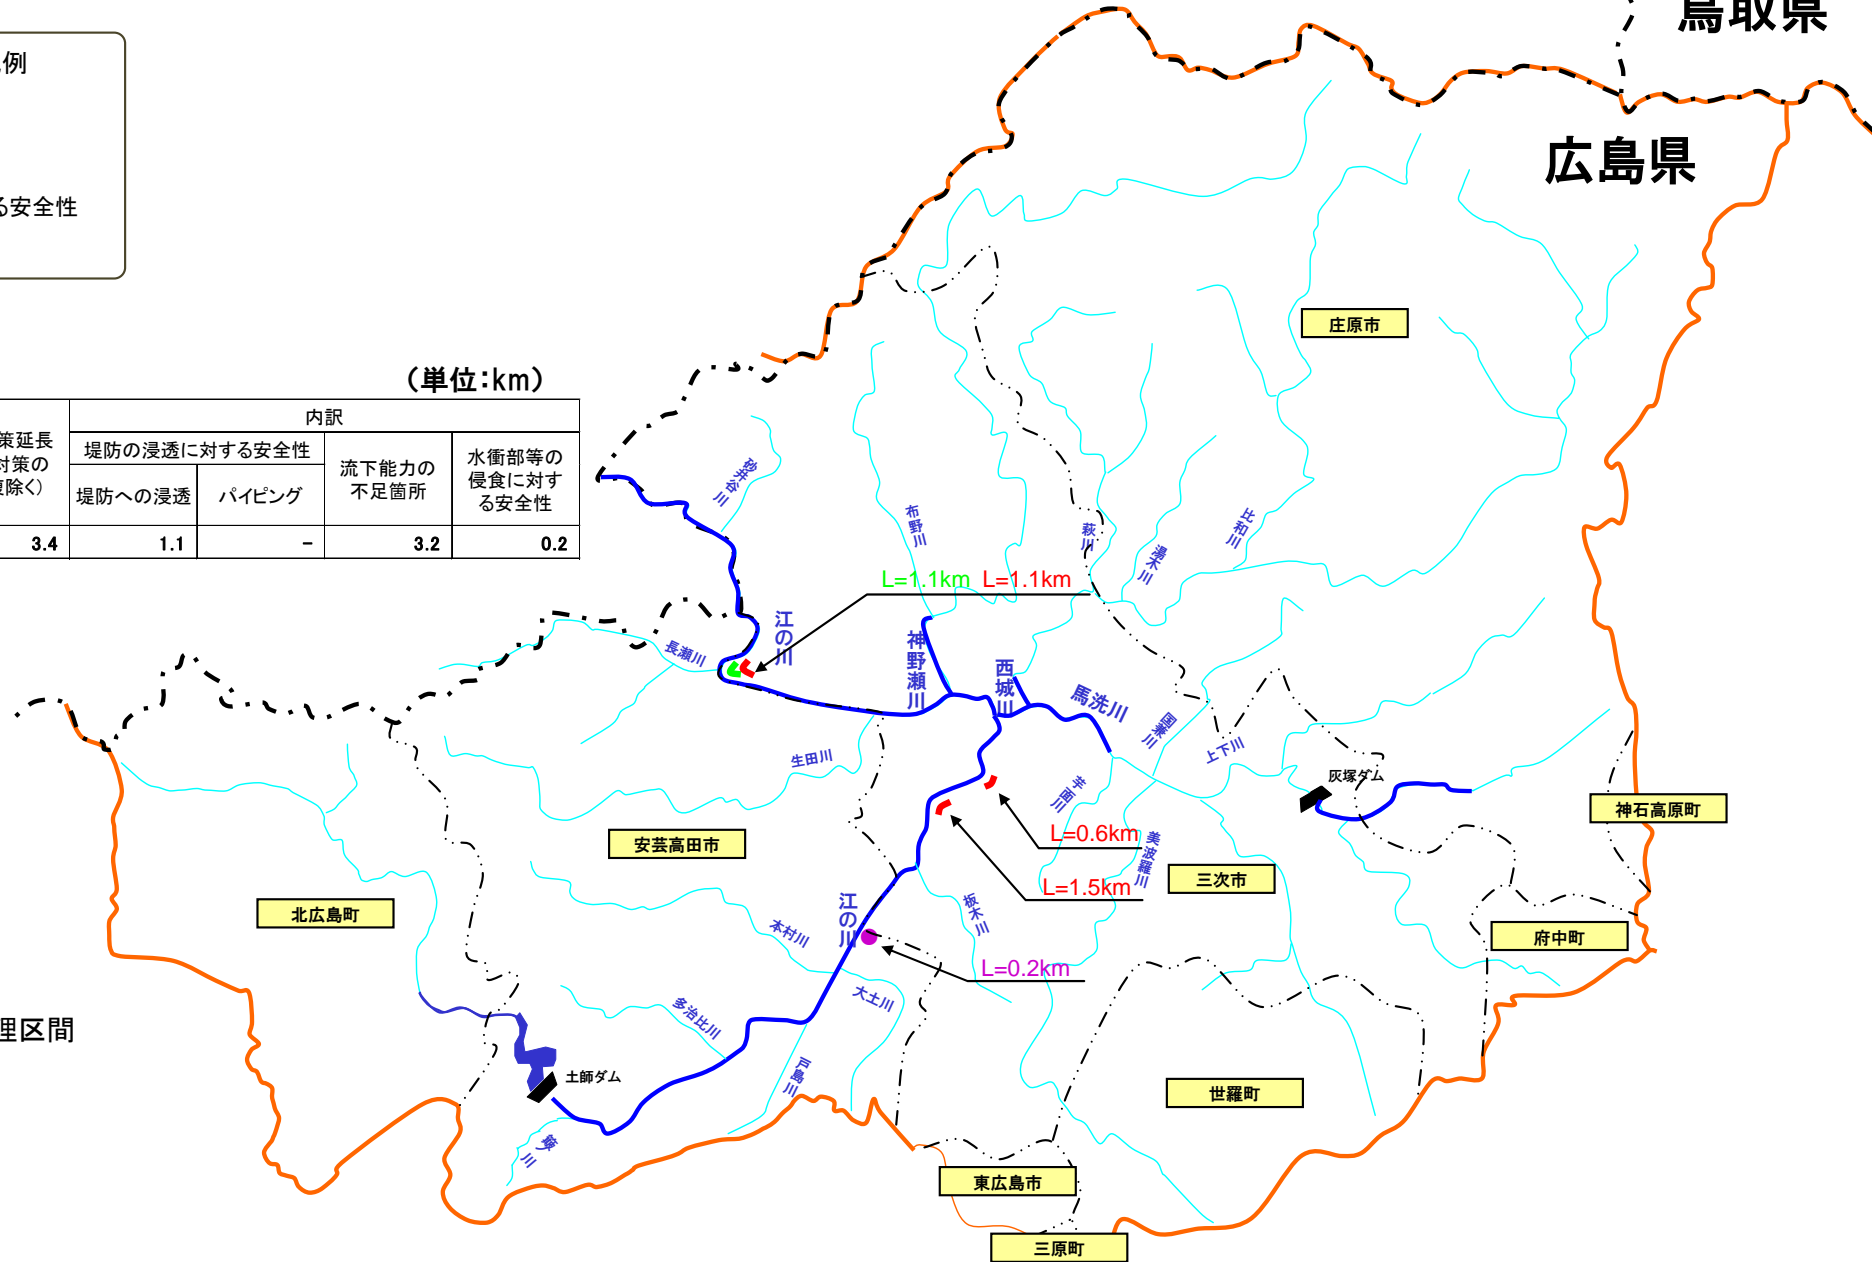 鳥取県
広島県
例
る安全性
（単位：km）
策延長
対策の
複除く）
内訳
堤防の浸透に対する安全性
堤防への浸透
パイピング
流下能力の
不足箇所
水衝部等の
侵食に対す
る安全性
3.4
1.1
-
3.2
0.2
庄原市
砂井谷川
布野川
萩川
湯木川
比和川
L=1.1km L=1.1km
江の川
長瀬川
神野瀬川
西城川
馬洗川
国兼川
上下川
生田川
灰塚ダム
芋面川
神石高原町
安芸高田市
L=0.6km
美波羅川
三次市
L=1.5km
北広島町
江の川
板木川
本村川
府中町
L=0.2km
大土川
多治比川
理区間
戸島川
土師ダム
世羅町
川
東広島市
三原町